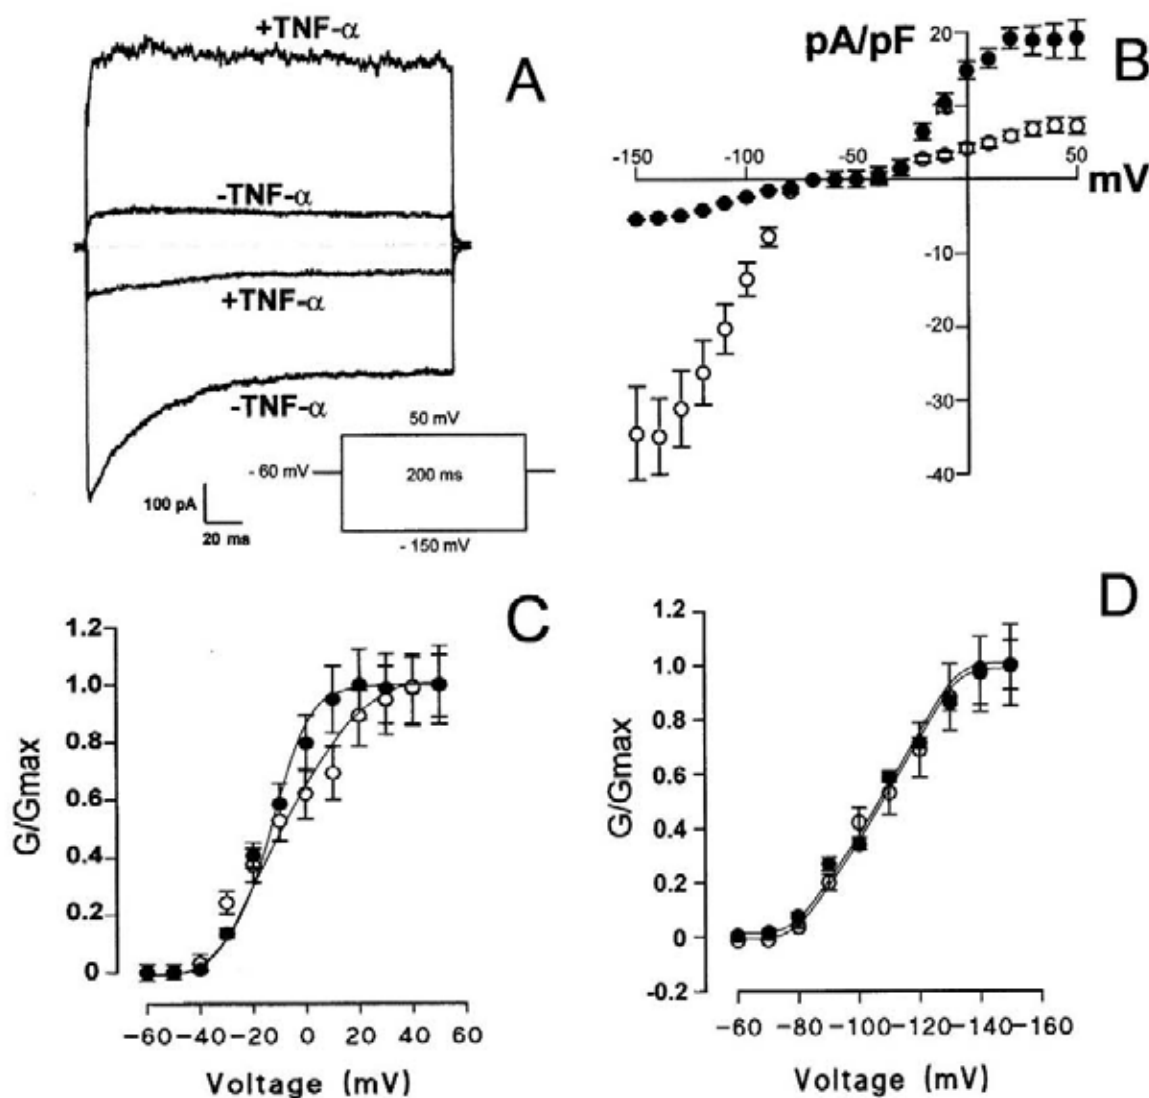 +TNF-α
A
-TNF-α
+TNF-α
-TNF-α
50 mV
- 60 mV
200 ms
100 pA
20 ms
- 150 mV
pA/pF
20
B
-150
-100
-50
50
mV
-10
-20
-30
-40
C
1.2
1.0
0.8
0.6
0.4
0.2
0
G/Gmax
-60 -40 -20 0 20 40 60
Voltage (mV)
D
1.2
1.0
0.8
0.6
0.4
0.2
0
-0.2
G/Gmax
-60 -80 -100 -120 -140 -160
Voltage (mV)